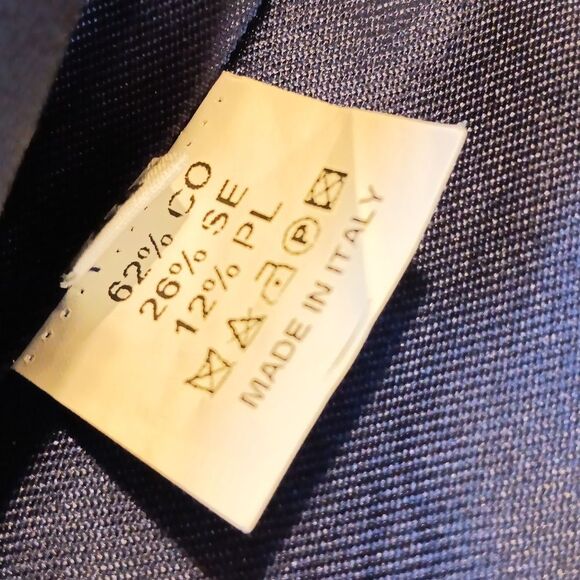 62% CO
26% SE
12% PL
P
MADE IN ITALY